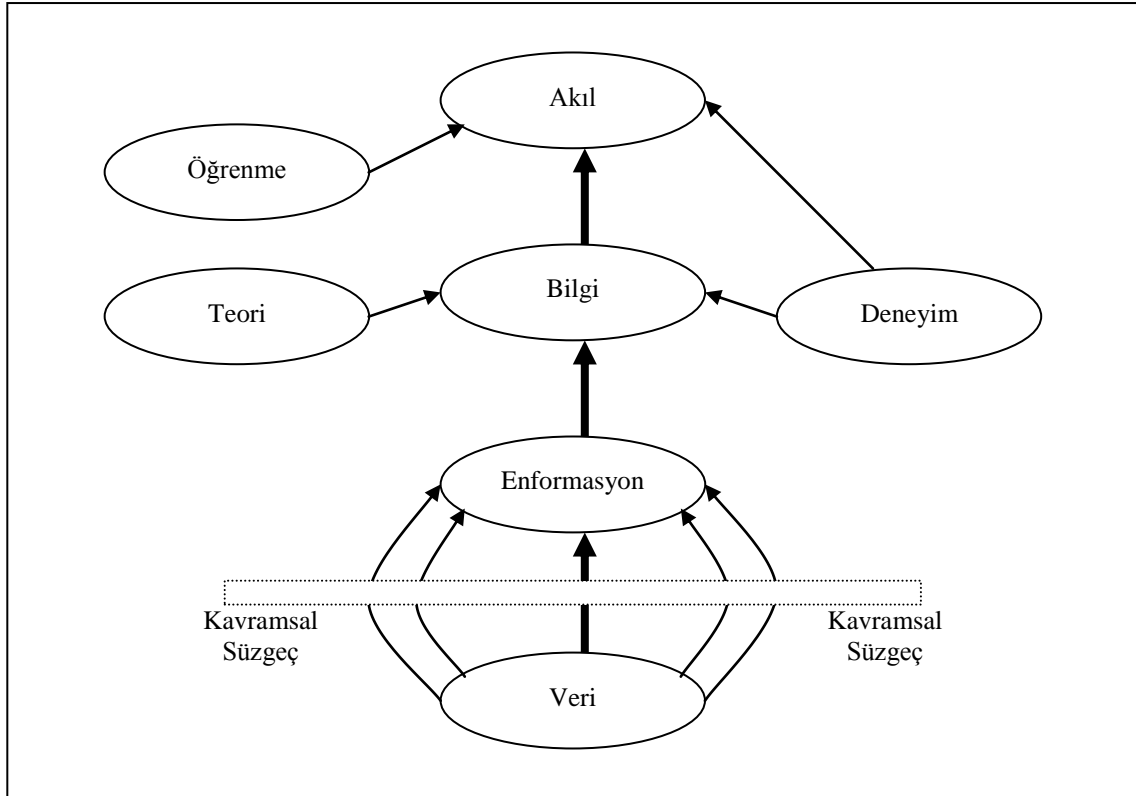 Akıl
Öğrenme
Bilgi
Teori
Deneyim
Enformasyon
Kavramsal
Süzgeç
Kavramsal
Süzgeç
Veri